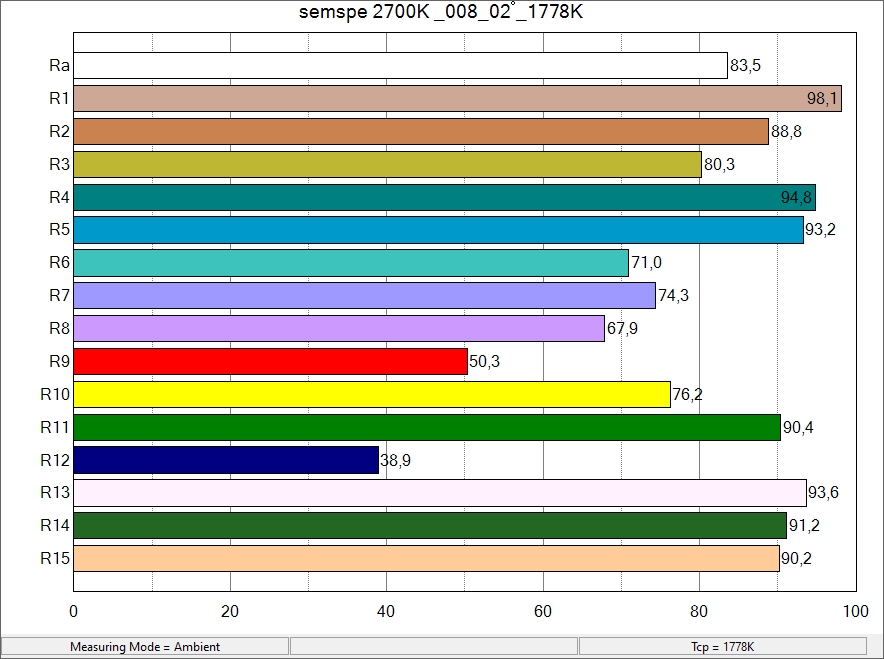 semspe 2700K _008_02°_1778K
Ra 83,5
R1 98,1
R2 88,8
R3 80,3
R4 94,8
R5 93,2
R6 71,0
R7 74,3
R8 67,9
R9 50,3
R10 76,2
R11 90,4
R12 38,9
R13 93,6
R14 91,2
R15 90,2
0 20 40 60 80 100
Measuring Mode = Ambient Tcp = 1778K